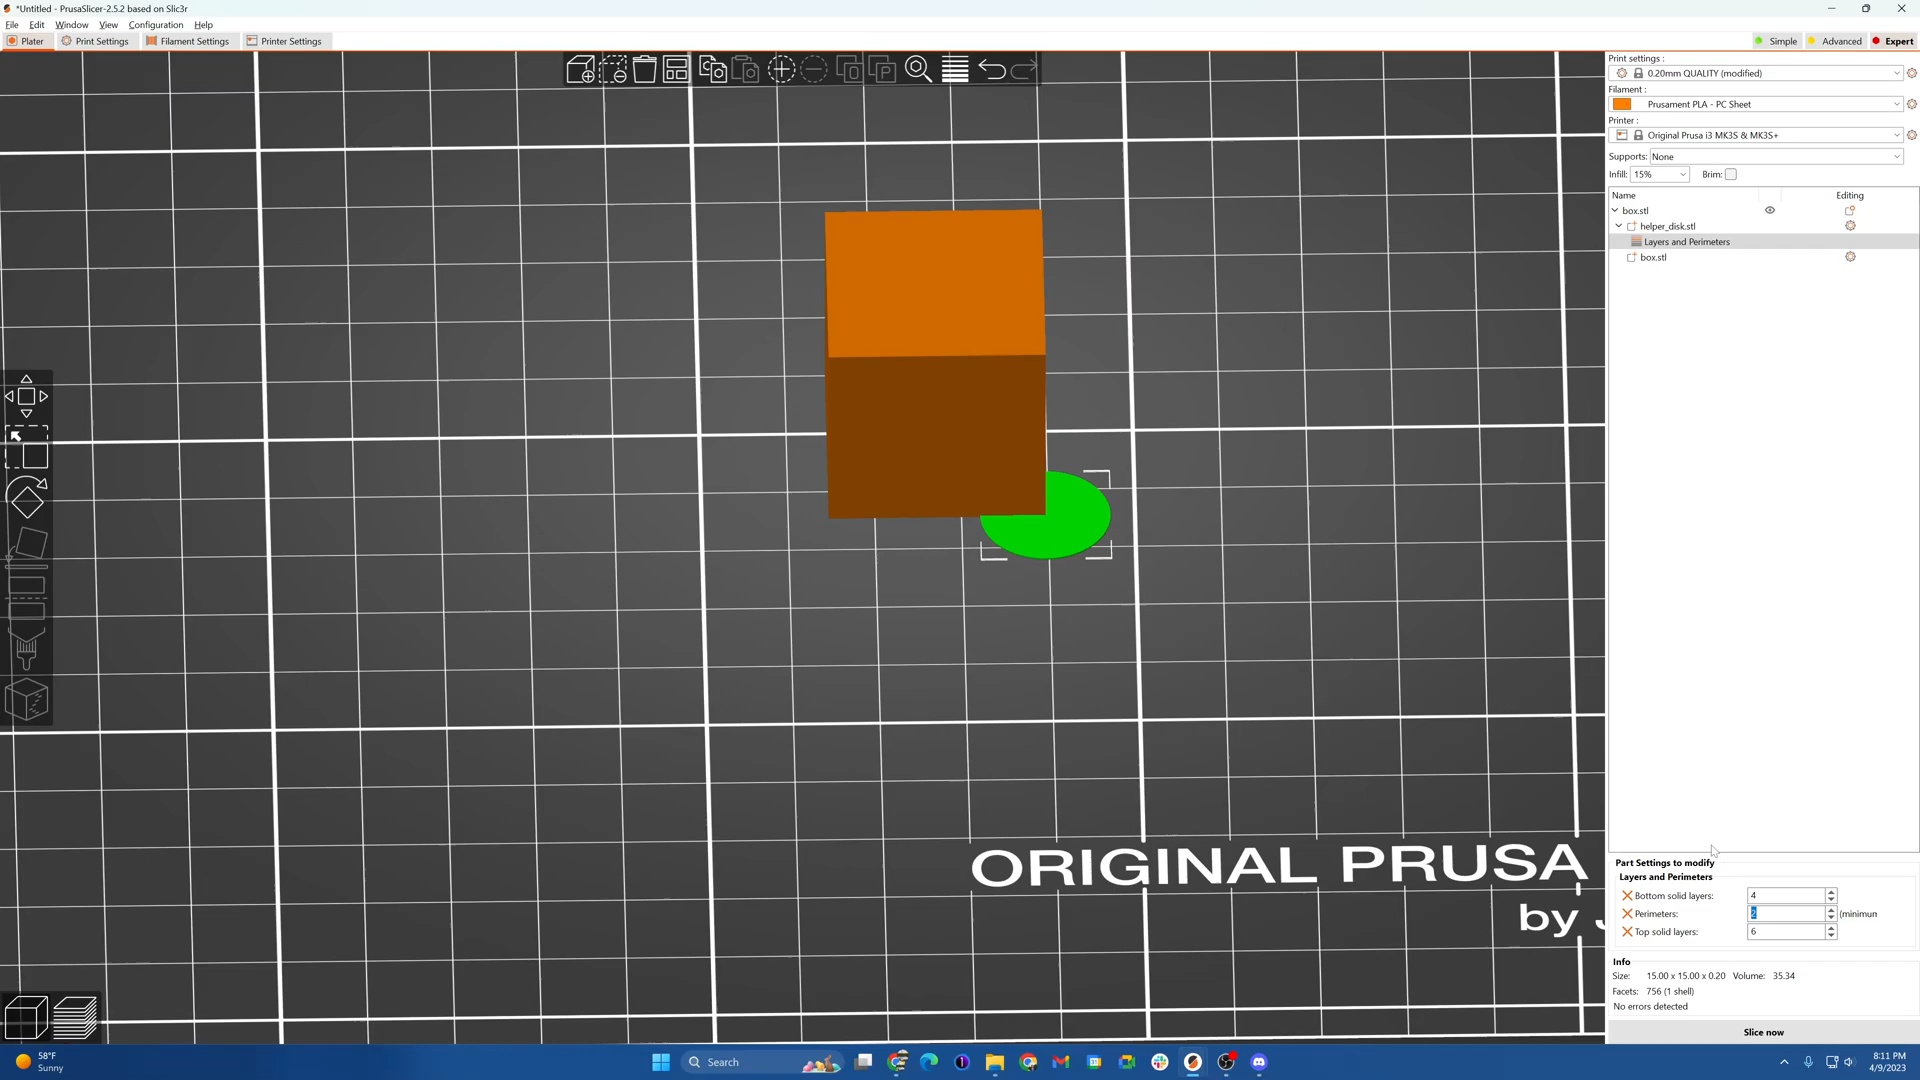 *Untitled - PrusaSlicer-2.5.2 based on Slic3r
File Edit Window View Configuration Help
Plater Print Settings Filament Settings Printer Settings Simple Advanced Expert
Print settings :
0.20mm QUALITY (modified)
Filament :
Prusament PLA - PC Sheet
Printer :
Original Prusa i3 MK3S & MK3S+
Supports: None
Infill: 15% Brim:
Name Editing
box.stl
helper_disk.stl
Layers and Perimeters
box.stl
ORIGINAL PRUSA
by J
Part Settings to modify
Layers and Perimeters
Bottom solid layers: 4
Perimeters: 2 (minimun
Top solid layers: 6
Info
Size: 15.00 x 15.00 x 0.20 Volume: 35.34
Facets: 756 (1 shell)
No errors detected
Slice now
58°F
Sunny
Search
8:11 PM
4/9/2023